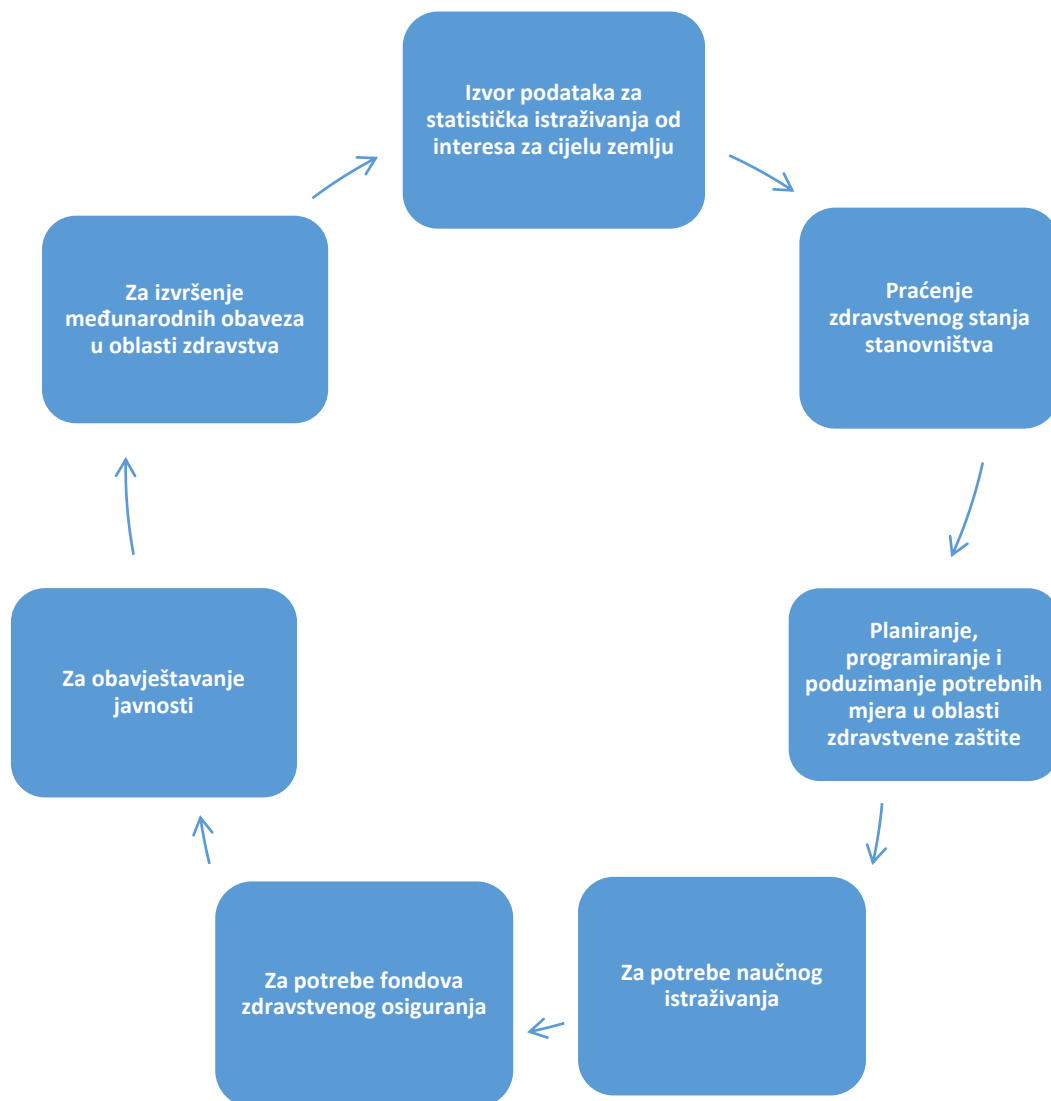 Izvor podataka za
statistička istraživanja od
interesa za cijelu zemlju
Praćenje
zdravstvenog stanja
stanovništva
Planiranje,
programiranje i
poduzimanje potrebnih
mjera u oblasti
zdravstvene zaštite
Za potrebe naučnog
istraživanja
Za potrebe fondova
zdravstvenog osiguranja
Za obavještavanje
javnosti
Za izvršenje
međunarodnih obaveza
u oblasti zdravstva